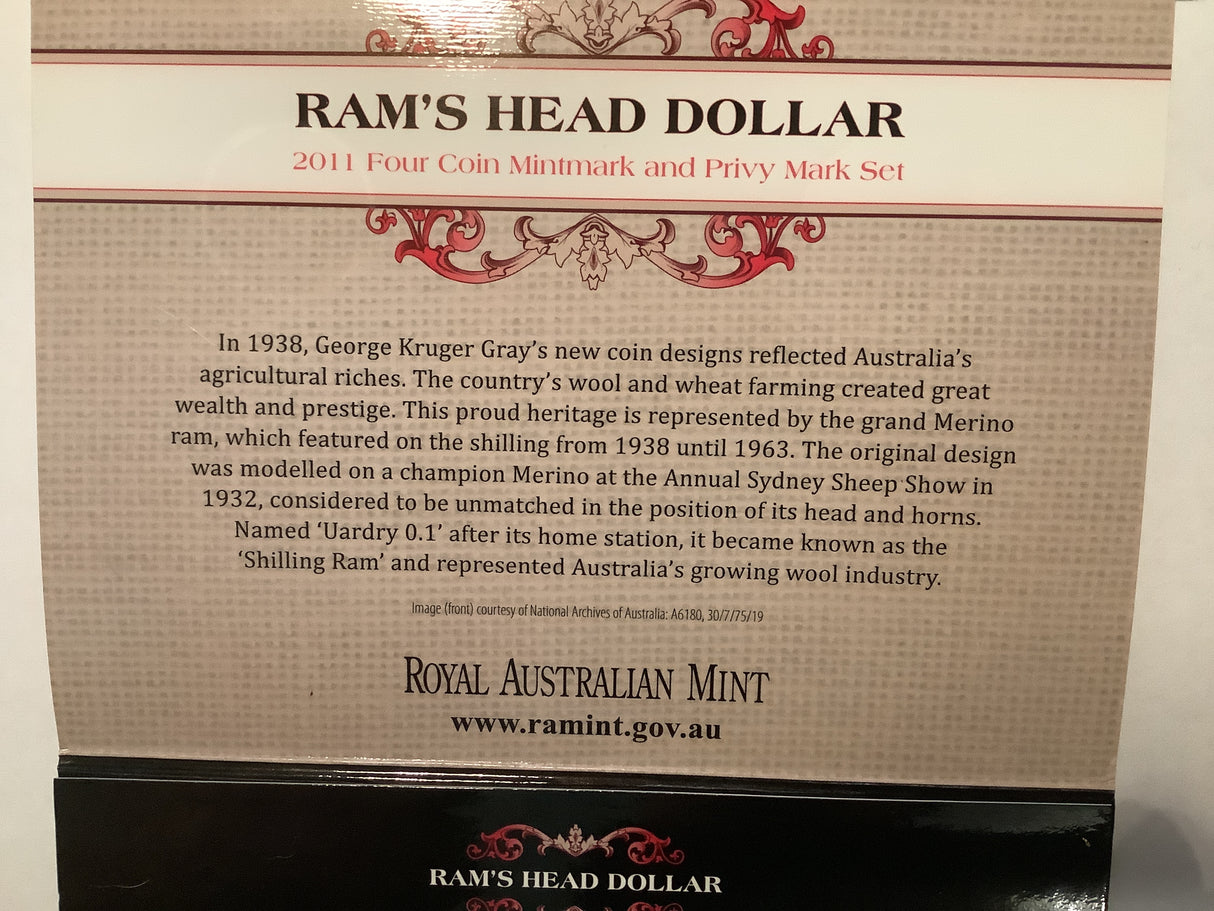 RAM’S HEAD DOLLAR
2011 Four Coin Mintmark and Privy Mark Set
In 1938, George Kruger Gray’s new coin designs reflected Australia’s
agricultural riches. The country’s wool and wheat farming created great
wealth and prestige. This proud heritage is represented by the grand Merino
ram, which featured on the shilling from 1938 until 1963. The original design
was modelled on a champion Merino at the Annual Sydney Sheep Show in
1932, considered to be unmatched in the position of its head and horns.
Named ‘Uardry 0.1’ after its home station, it became known as the
‘Shilling Ram’ and represented Australia’s growing wool industry.
Image (front) courtesy of National Archives of Australia: A6180, 30/7/75/19
ROYAL AUSTRALIAN MINT
www.ramint.gov.au
RAM’S HEAD DOLLAR